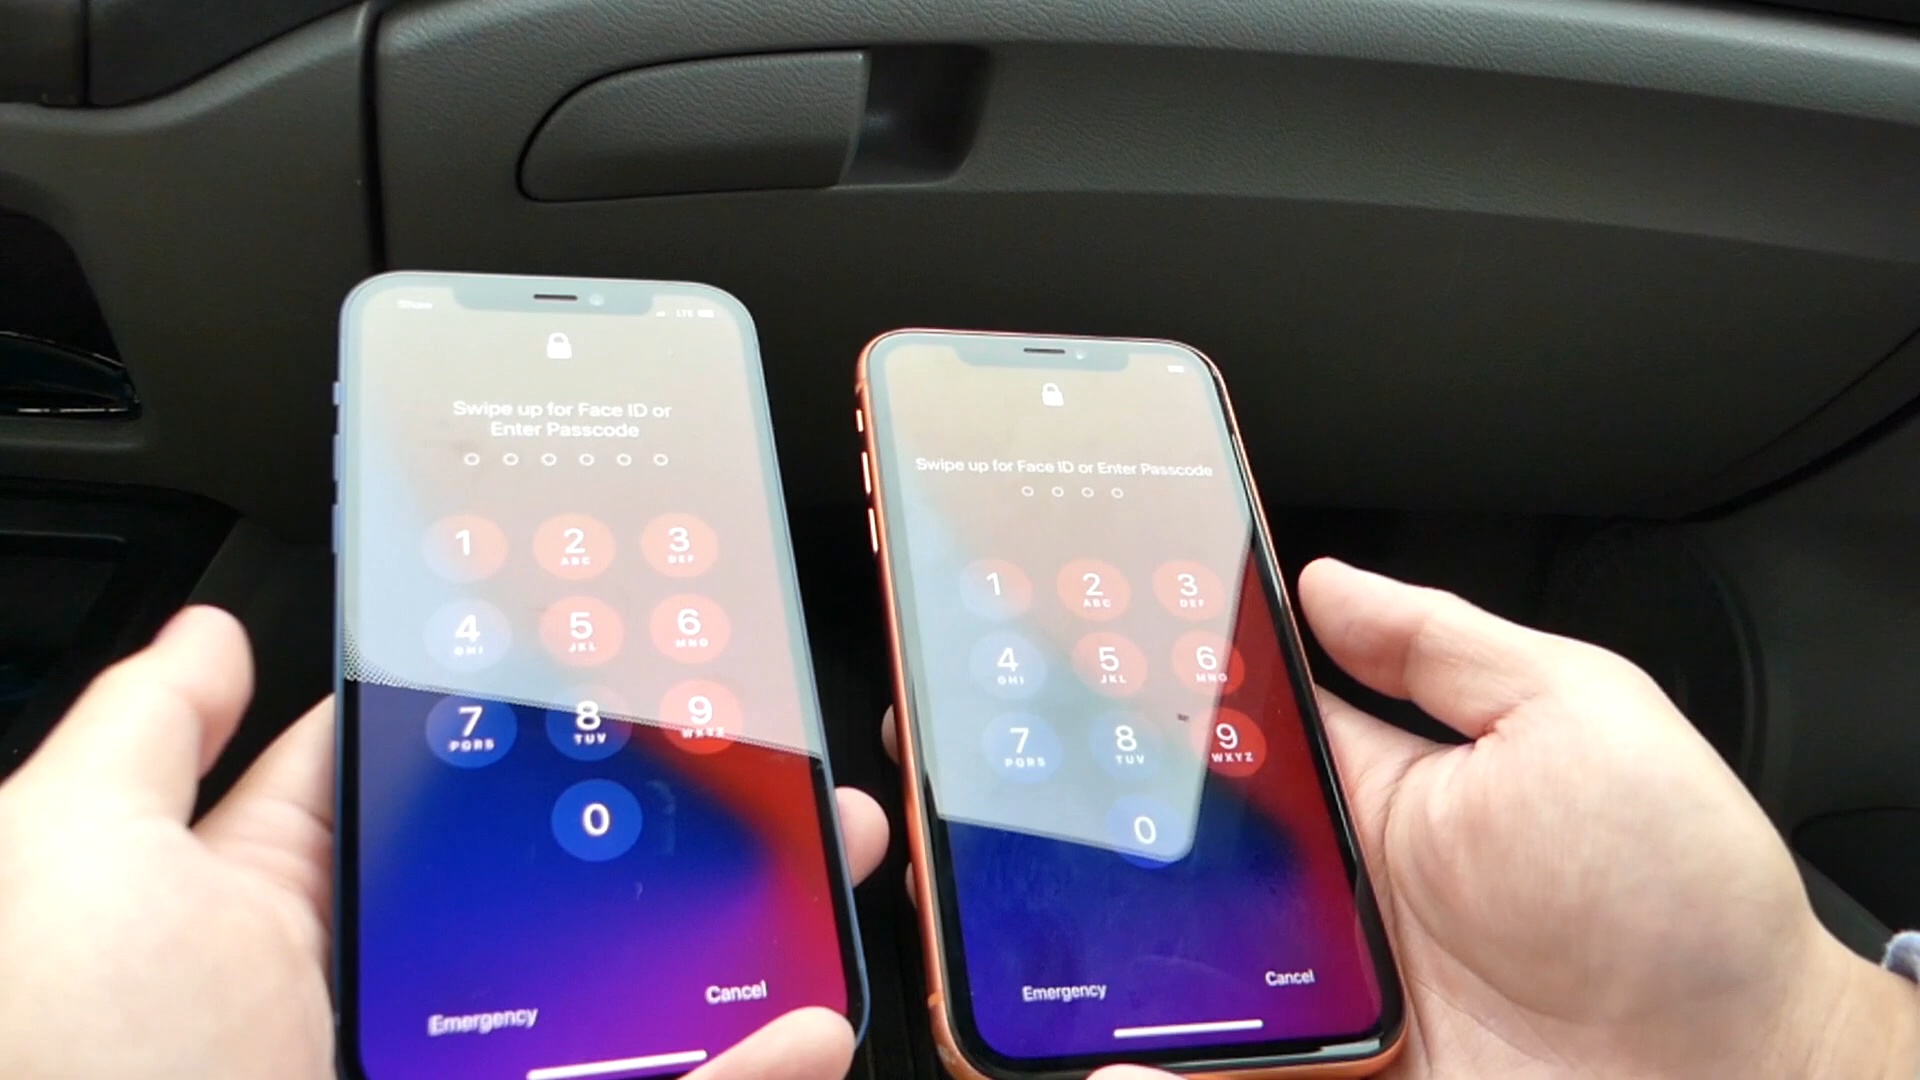 Shaw
LTE
Swipe up for Face ID or
Enter Passcode
1
2
ABC
3
DEF
4
GHI
5
JKL
6
MNO
7
PQRS
8
TUV
9
WXYZ
0
Emergency
Cancel
Swipe up for Face ID or Enter Passcode
1
2
ABC
3
DEF
4
GHI
5
JKL
6
MNO
7
PQRS
8
TUV
9
WXYZ
0
Emergency
Cancel